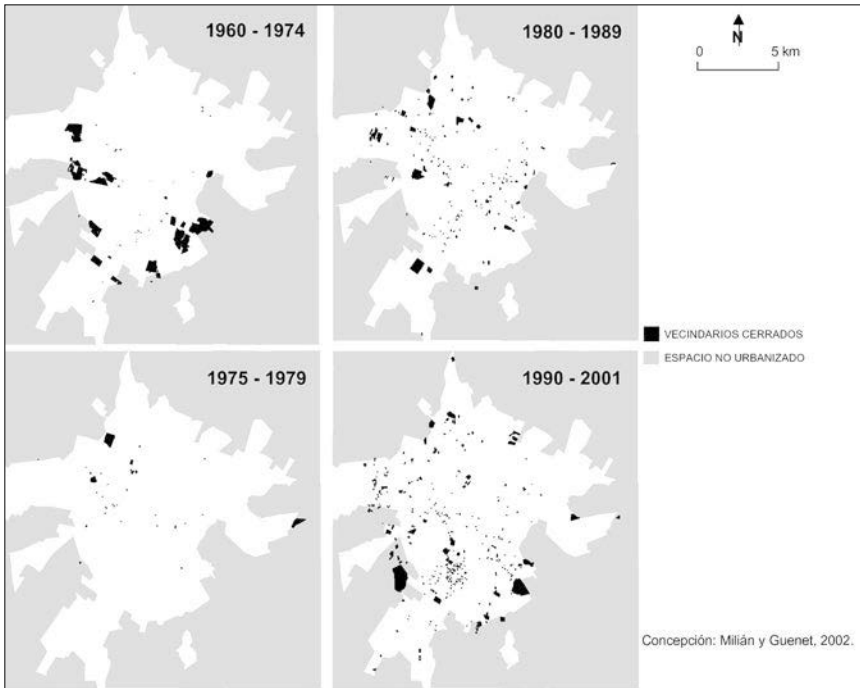 1960 - 1974
1980 - 1989
N
0 5 km
VECINDARIOS CERRADOS
ESPACIO NO URBANIZADO
1975 - 1979
1990 - 2001
Concepción: Milián y Guenet, 2002.